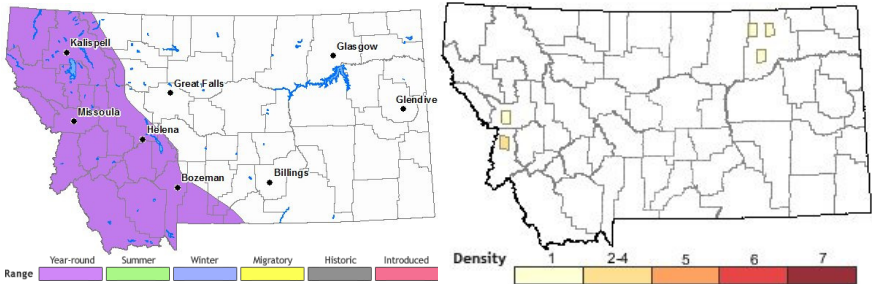 Kalispell
Glasgow
Great Falls
Glendive
Missoula
Helena
Bozeman
Billings
Range Year-round Summer Winter Migratory Historic Introduced
Density 1 2-4 5 6 7